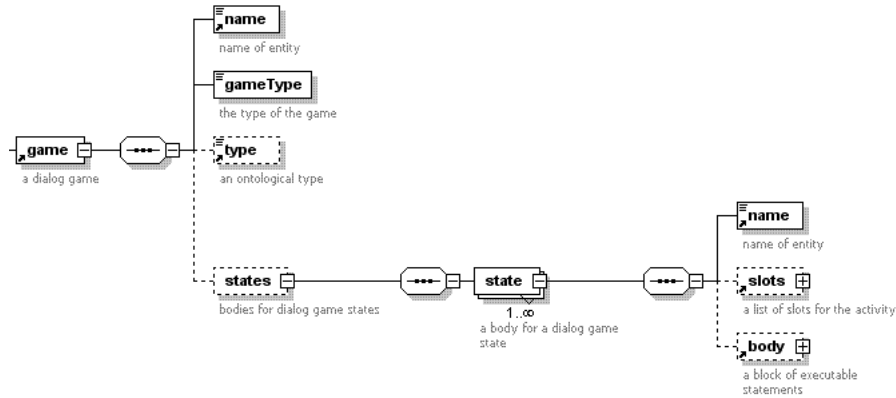 name
name of entity
gameType
the type of the game
game
a dialog game
type
an ontological type
name
name of entity
states
bodies for dialog game states
state
1..∞
a body for a dialog game
state
slots
a list of slots for the activity
body
a block of executable
statements